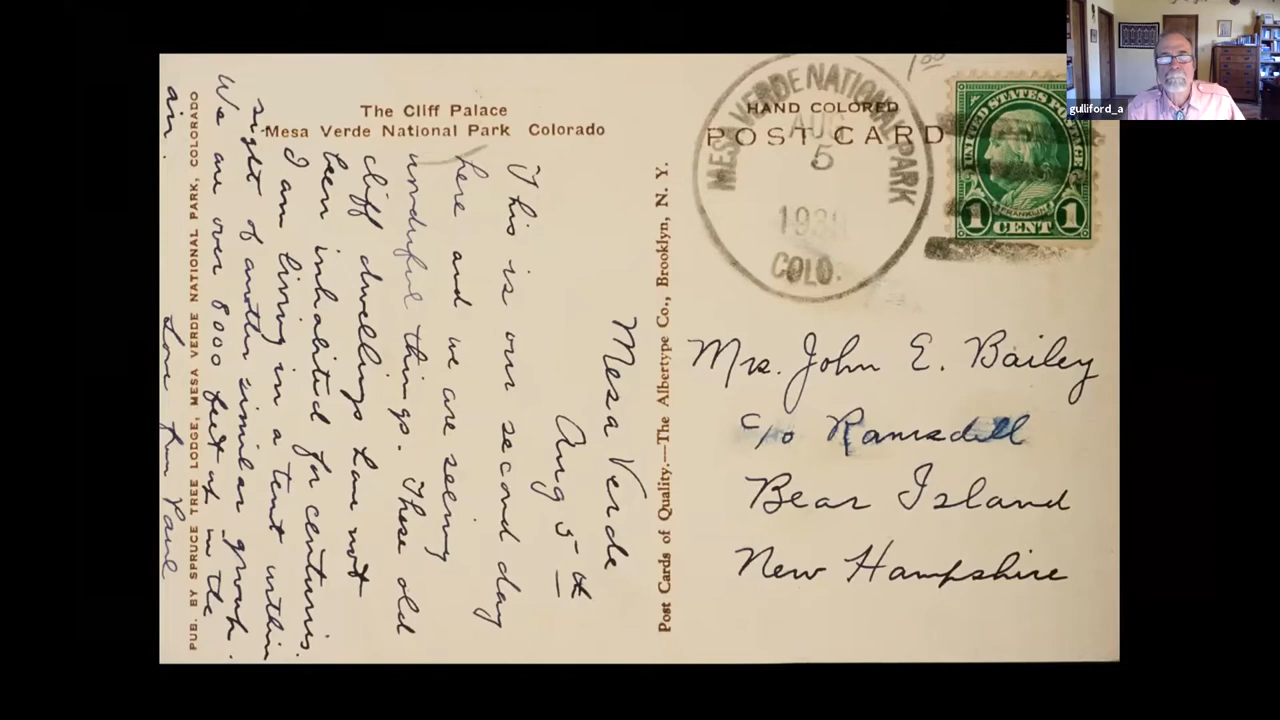 The Cliff Palace
Mesa Verde National Park Colorado
Mesa Verde
Aug 5th
This is our second day
here and we are seeing
wonderful things. These old
cliff dwellings have not
been inhabited for centuries.
I am living in a tent within
sight of another similar group.
We are over 8000 feet up in the
air.
Love from Paul
PUB. BY SPRUCE TREE LODGE, MESA VERDE NATIONAL PARK, COLORADO
Post Cards of Quality.—The Albertype Co., Brooklyn, N. Y.
HAND COLORED
POST CARD
MESA VERDE NATIONAL PARK
AUG
5
COLO.
1 00
UNITED STATES POSTAGE
FRANKLIN
1 1
CENT
Mrs. John E. Bailey
c/o Ramsdell
Bear Island
New Hampshire
gulliford_a